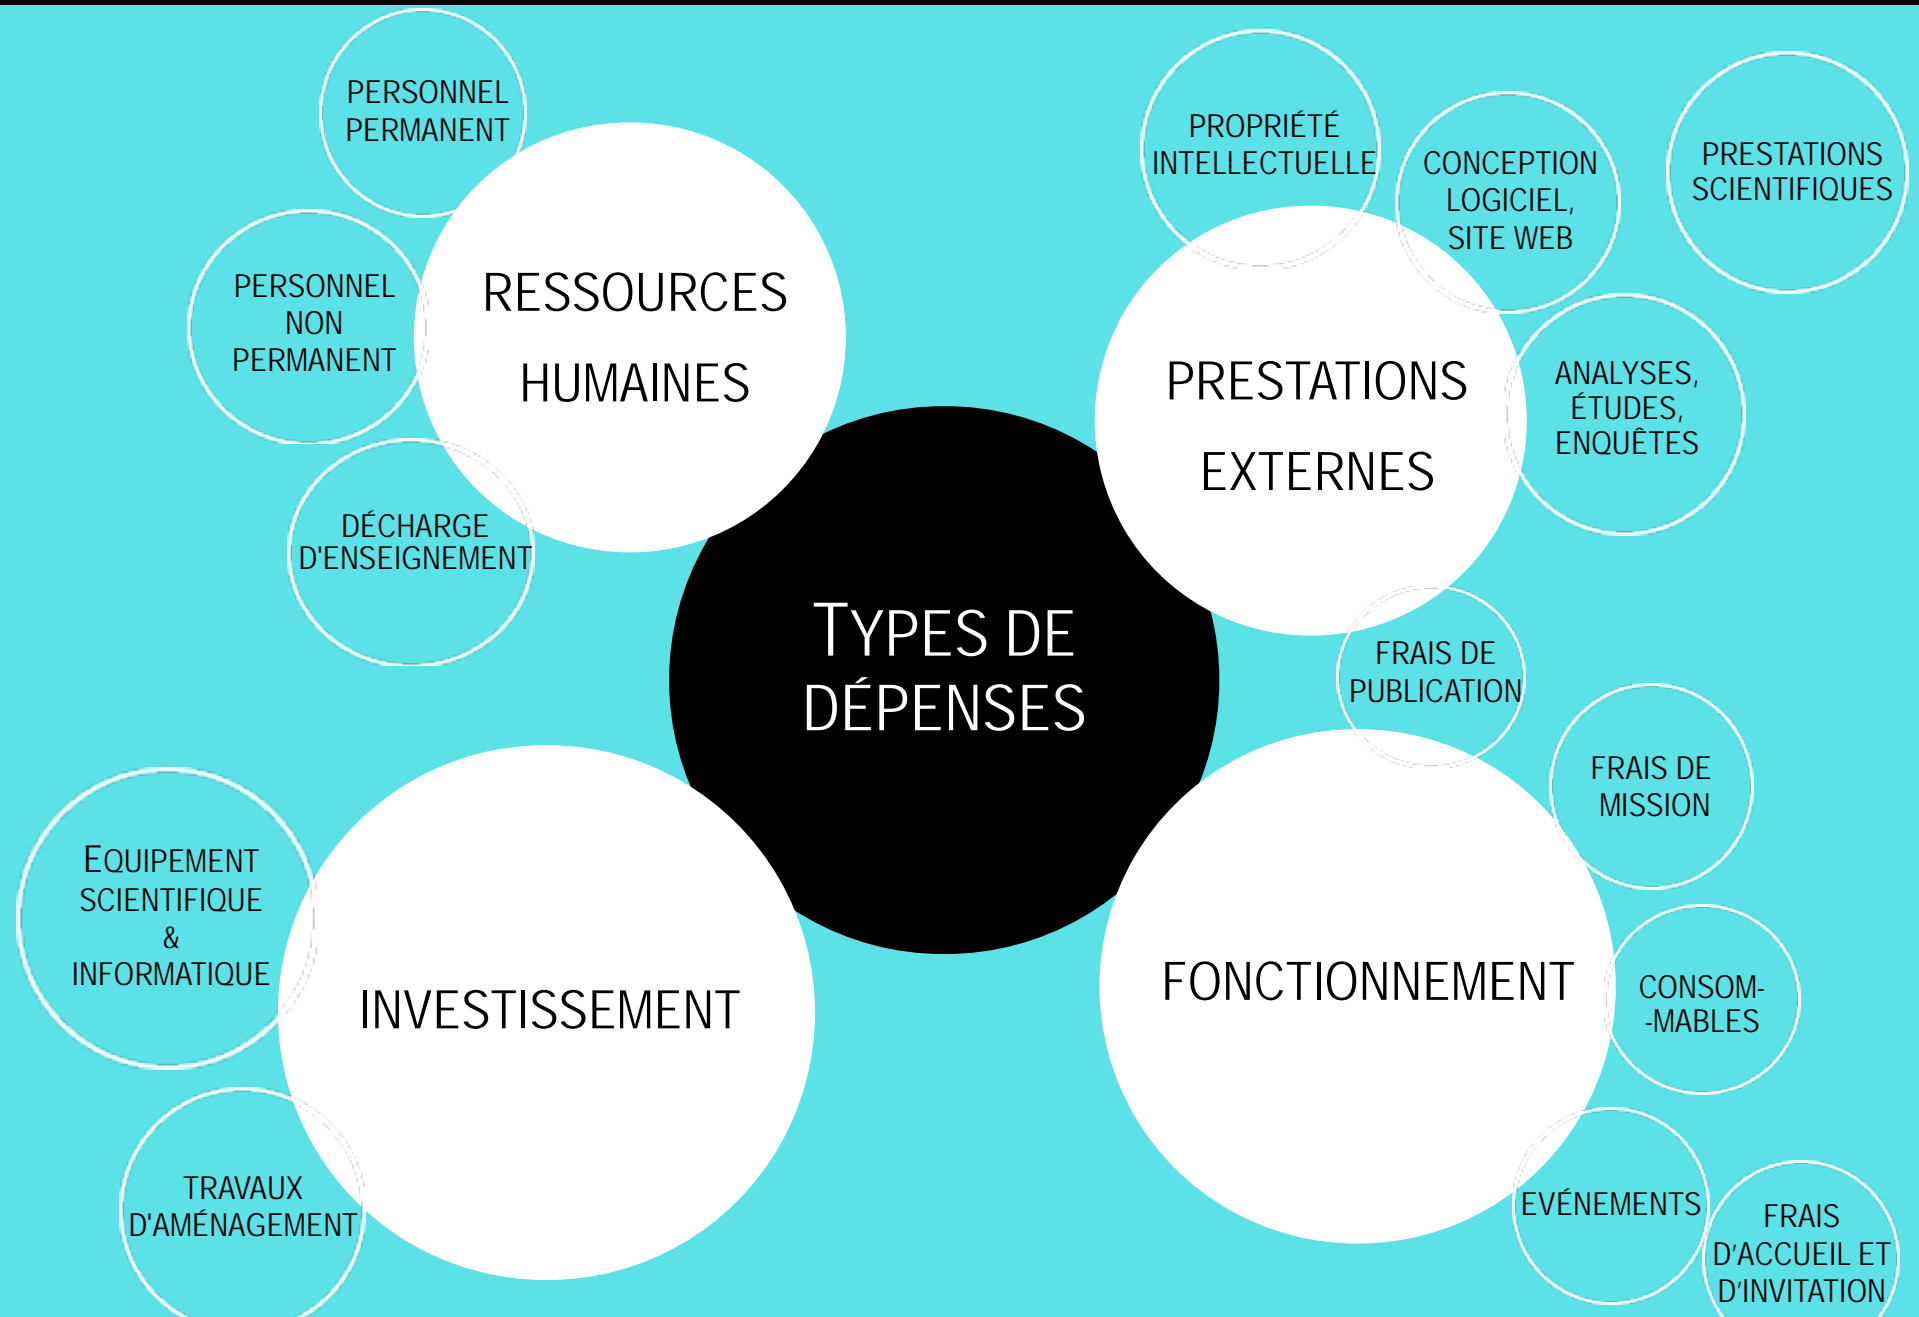 PERSONNEL
PERMANENT
PERSONNEL
NON
PERMANENT
DÉCHARGE
D'ENSEIGNEMENT
RESSOURCES
HUMAINES
PROPRIÉTÉ
INTELLECTUELLE
CONCEPTION
LOGICIEL,
SITE WEB
PRESTATIONS
SCIENTIFIQUES
ANALYSES,
ÉTUDES,
ENQUÊTES
PRESTATIONS
EXTERNES
TYPES DE
DÉPENSES
FRAIS DE
PUBLICATION
FRAIS DE
MISSION
CONSOM-
-MABLES
FONCTIONNEMENT
EVÉNEMENTS
FRAIS
D’ACCUEIL ET
D’INVITATION
EQUIPEMENT
SCIENTIFIQUE
&
INFORMATIQUE
INVESTISSEMENT
TRAVAUX
D'AMÉNAGEMENT